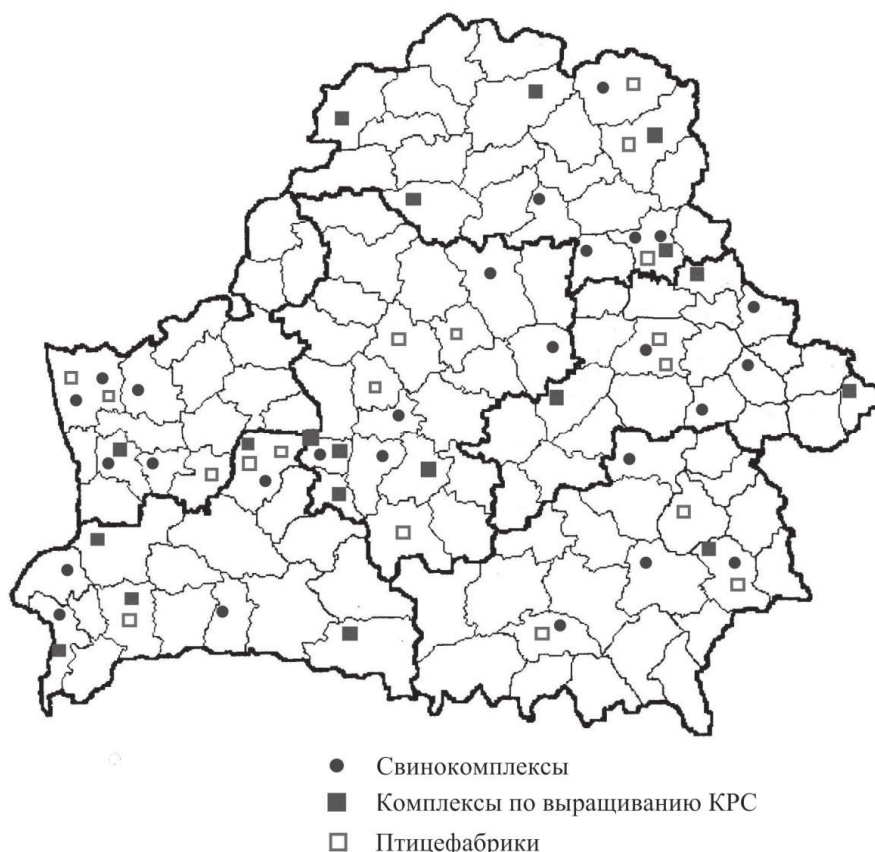 Свинокомплексы
Комплексы по выращиванию КРС
Птицефабрики